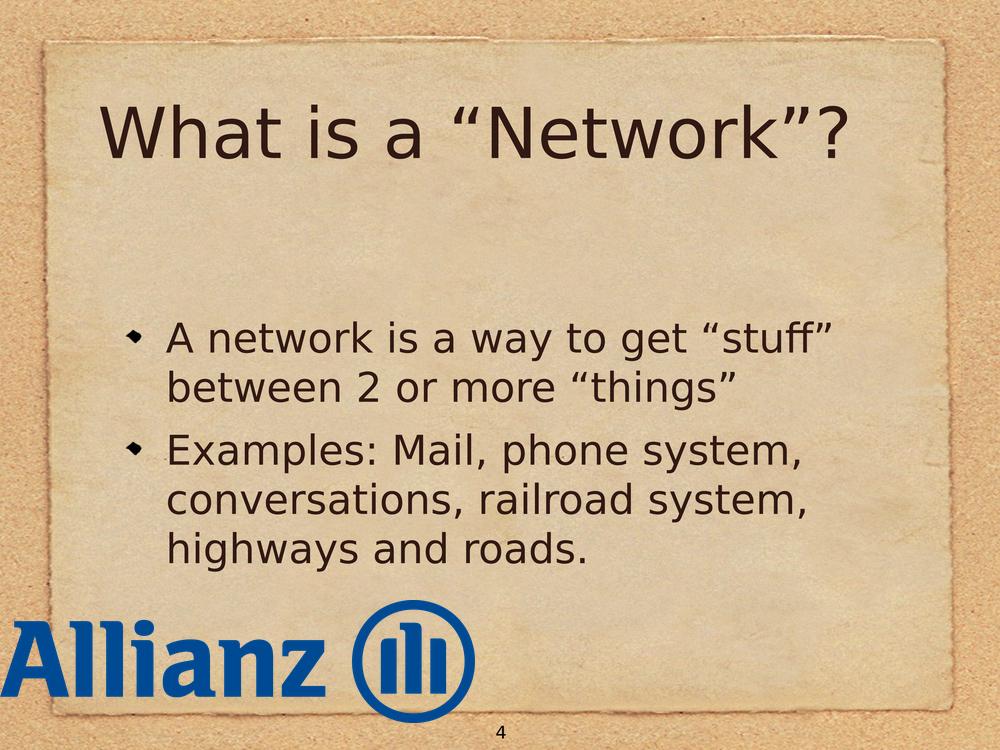 What is a “Network”?
A network is a way to get “stuff”
between 2 or more “things”
Examples: Mail, phone system,
conversations, railroad system,
highways and roads.
Allianz
4